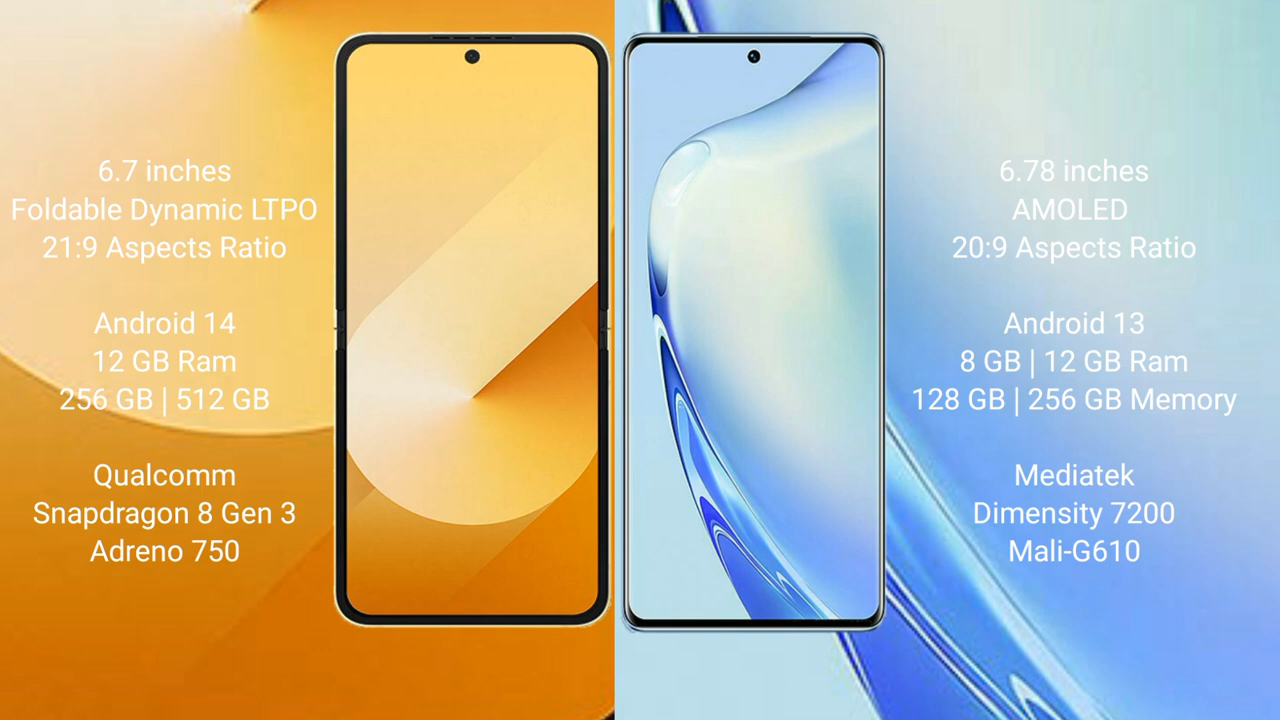 6.7 inches
Foldable Dynamic LTPO
21:9 Aspects Ratio
Android 14
12 GB Ram
256 GB | 512 GB
Qualcomm
Snapdragon 8 Gen 3
Adreno 750
6.78 inches
AMOLED
20:9 Aspects Ratio
Android 13
8 GB | 12 GB Ram
128 GB | 256 GB Memory
Mediatek
Dimensity 7200
Mali-G610